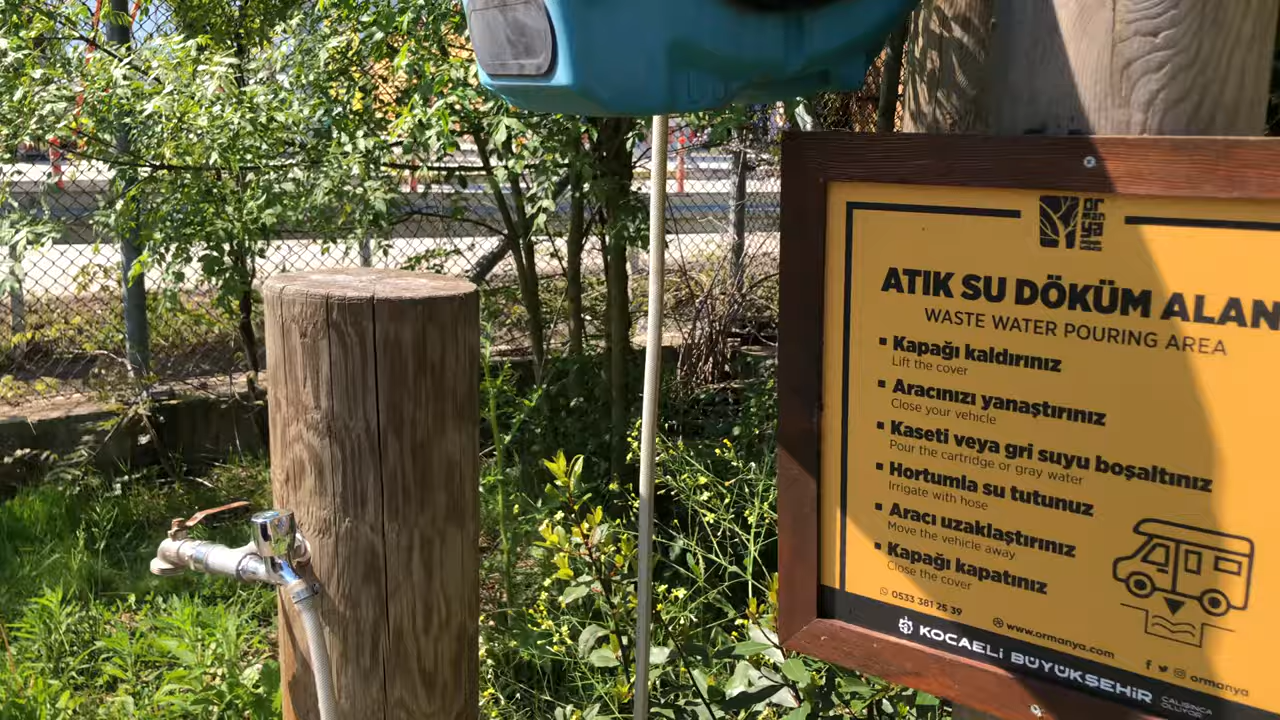 or
man
ya
ATIK SU DÖKÜM ALAN
WASTE WATER POURING AREA
▪ Kapağı kaldırınız
Lift the cover
▪ Aracınızı yanaştırınız
Close your vehicle
▪ Kaseti veya gri suyu boşaltınız
Pour the cartridge or gray water
▪ Hortumla su tutunuz
Irrigate with hose
▪ Aracı uzaklaştırınız
Move the vehicle away
▪ Kapağı kapatınız
Close the cover
0533 381 25 39
www.ormanya.com
ormanya
KOCAELİ BÜYÜKŞEHİR
ÇALIŞINCA
OLUYOR